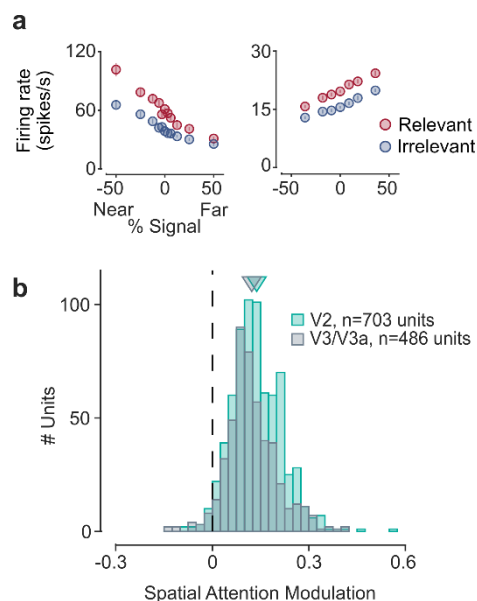 a
Firing rate
(spikes/s)
120
60
0
-50 0 50
Near Far
% Signal
30
15
0
-50 0 50
Relevant
Irrelevant
b
# Units
100
50
0
V2, n=703 units
V3/V3a, n=486 units
-0.3 0 0.3 0.6
Spatial Attention Modulation